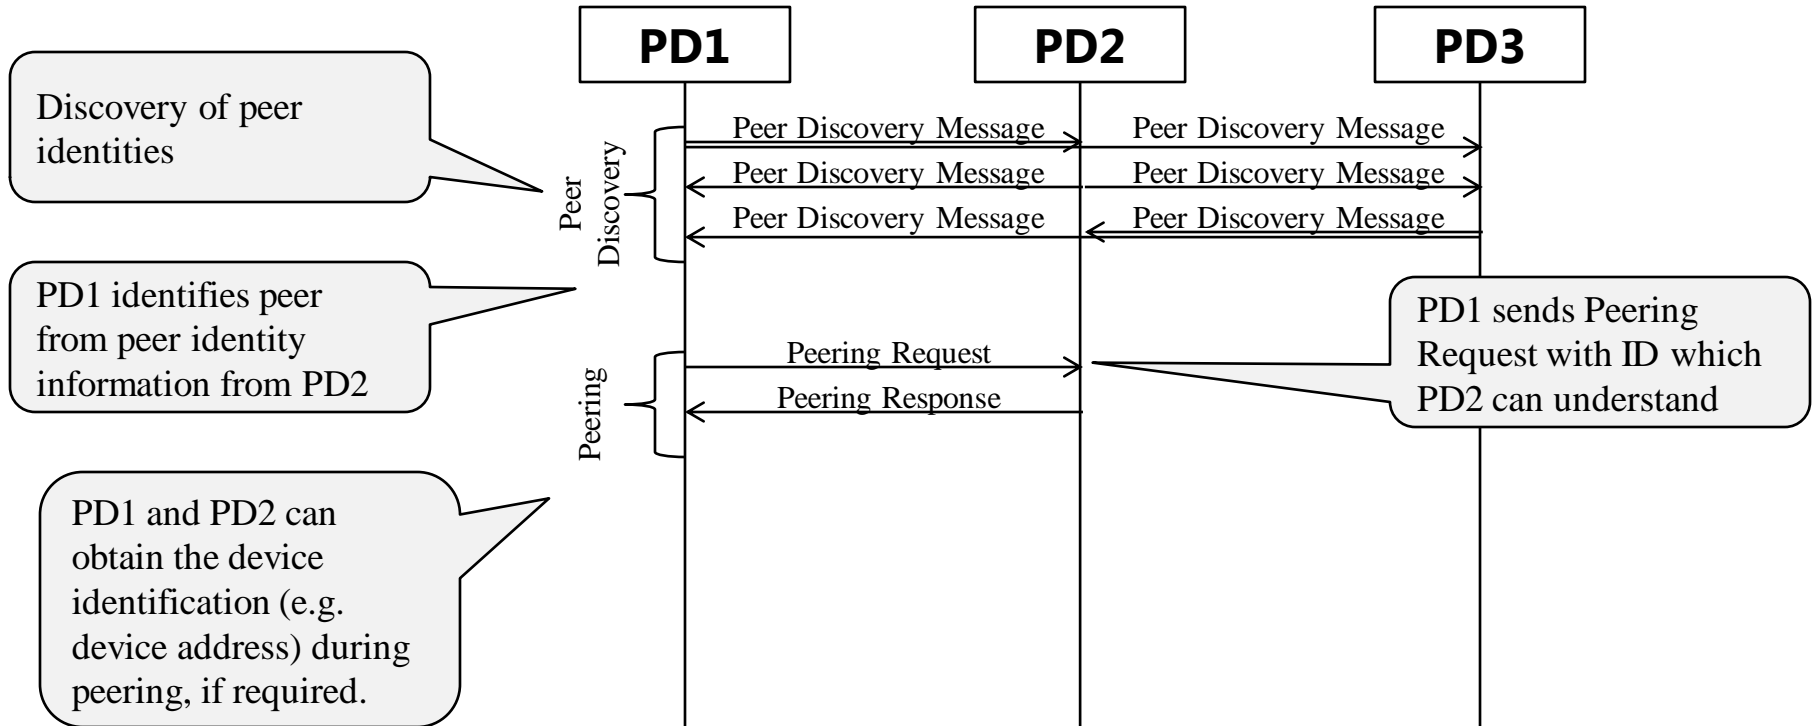 PD1
PD2
PD3
Discovery of peer
identities
Peer Discovery Message
Peer Discovery Message
Peer Discovery Message
Peer Discovery Message
Peer Discovery Message
Peer Discovery Message
Peer
Discovery
PD1 identifies peer
from peer identity
information from PD2
PD1 sends Peering
Request with ID which
PD2 can understand
Peering Request
Peering Response
Peering
PD1 and PD2 can
obtain the device
identification (e.g.
device address) during
peering, if required.